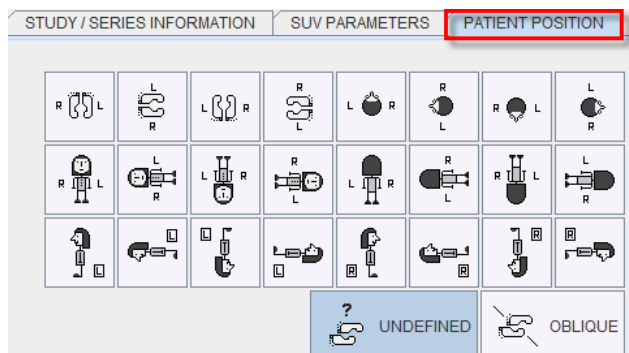 STUDY / SERIES INFORMATION SUV PARAMETERS PATIENT POSITION
L R R L
R L L R L R R L
R L L R
L R R L
R L L R L R R L
R L L R
L L R R
L L R R
?
UNDEFINED OBLIQUE